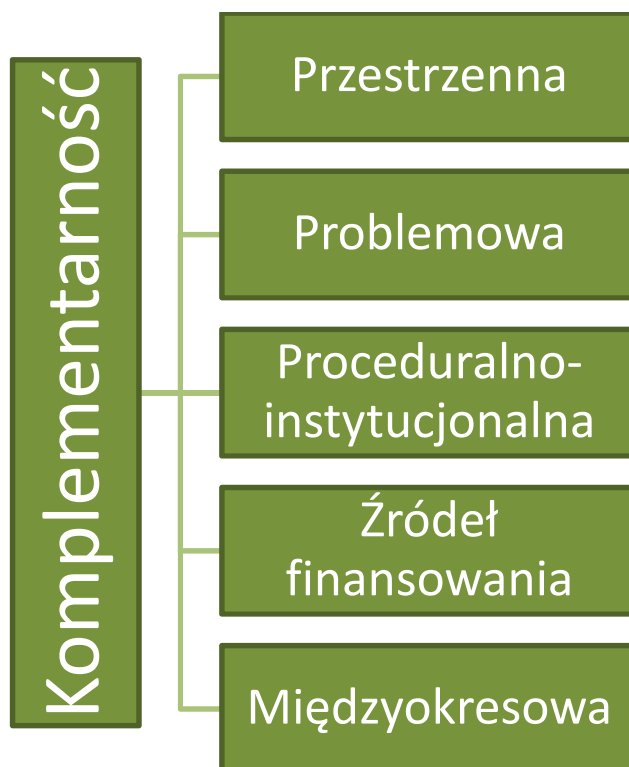 Komplementarność
Przestrzenna
Problemowa
Proceduralno-
instytucjonalna
Źródeł
finansowania
Międzyokresowa